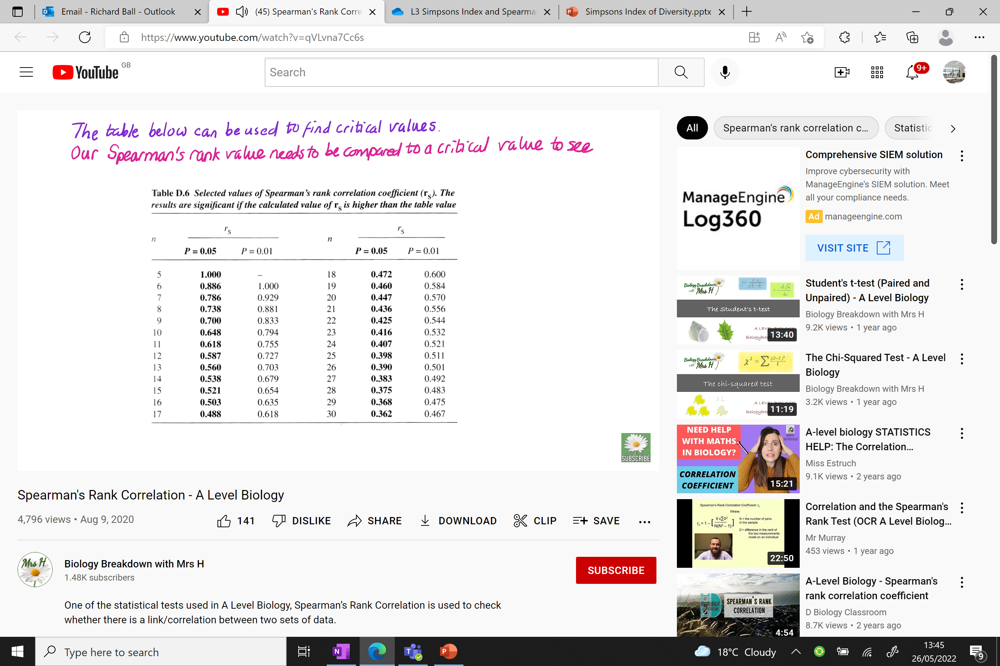 Email - Richard Ball - Outlook
(45) Spearman's Rank Corre
L3 Simpsons Index and Spearma
Simpsons Index of Diversity.pptx
https://www.youtube.com/watch?v=qVLvna7Cc6s
YouTube GB
Search
9+
The table below can be used to find critical values.
Our Spearman's rank value needs to be compared to a critical value to see
Table D.6 Selected values of Spearman's rank correlation coefficient (rS). The
results are significant if the calculated value of rS is higher than the table value
rS rS
n n
P = 0.05 P = 0.01 P = 0.05 P = 0.01
5 1.000 – 18 0.472 0.600
6 0.886 1.000 19 0.460 0.584
7 0.786 0.929 20 0.447 0.570
8 0.738 0.881 21 0.436 0.556
9 0.700 0.833 22 0.425 0.544
10 0.648 0.794 23 0.416 0.532
11 0.618 0.755 24 0.407 0.521
12 0.587 0.727 25 0.398 0.511
13 0.560 0.703 26 0.390 0.501
14 0.538 0.679 27 0.383 0.492
15 0.521 0.654 28 0.375 0.483
16 0.503 0.635 29 0.368 0.475
17 0.488 0.618 30 0.362 0.467
SUBSCRIBE
Spearman's Rank Correlation - A Level Biology
4,796 views • Aug 9, 2020
141 DISLIKE SHARE DOWNLOAD CLIP SAVE
Mrs H
Biology Breakdown with Mrs H
1.48K subscribers
SUBSCRIBE
One of the statistical tests used in A Level Biology, Spearman's Rank Correlation is used to check
whether there is a link/correlation between two sets of data.
All Spearman's rank correlation c... Statistic
ManageEngine
Log360
Comprehensive SIEM solution
Improve cybersecurity with
ManageEngine's SIEM solution. Meet
all your compliance needs.
Ad manageengine.com
VISIT SITE
Biology Breakdown
with Mrs H
The Student's t-test
A LEVEL BIOLOGY
13:40
Student's t-test (Paired and
Unpaired) - A Level Biology
Biology Breakdown with Mrs H
9.2K views • 1 year ago
Biology Breakdown
with Mrs H
χ² = ∑ (O-E)²/E
The chi-squared test
3:1
A LEVEL BIOLOGY
11:19
The Chi-Squared Test - A Level
Biology
Biology Breakdown with Mrs H
3.2K views • 1 year ago
NEED HELP
WITH MATHS
IN BIOLOGY?
MISS
ESTRUCH
CORRELATION
COEFFICIENT
15:21
A-level biology STATISTICS
HELP: The Correlation...
Miss Estruch
9.1K views • 2 years ago
Spearman's Rank Correlation Coefficient: rs
Where:
rs = 1 - [6 x∑D² / N(N² – 1)]
N = the number of pairs
in the sample
D = difference in the rank of
the two measurements
made on an individual
22:50
Correlation and the Spearman's
Rank Test (OCR A Level Biolog...
Mr Murray
453 views • 1 year ago
BIOLOGY
CLASSROOM
SPEARMAN'S RANK
CORRELATION
4:54
A-Level Biology - Spearman's
rank correlation coefficient
D Biology Classroom
8.7K views • 2 years ago
Type here to search
18°C Cloudy
13:45
26/05/2022
9